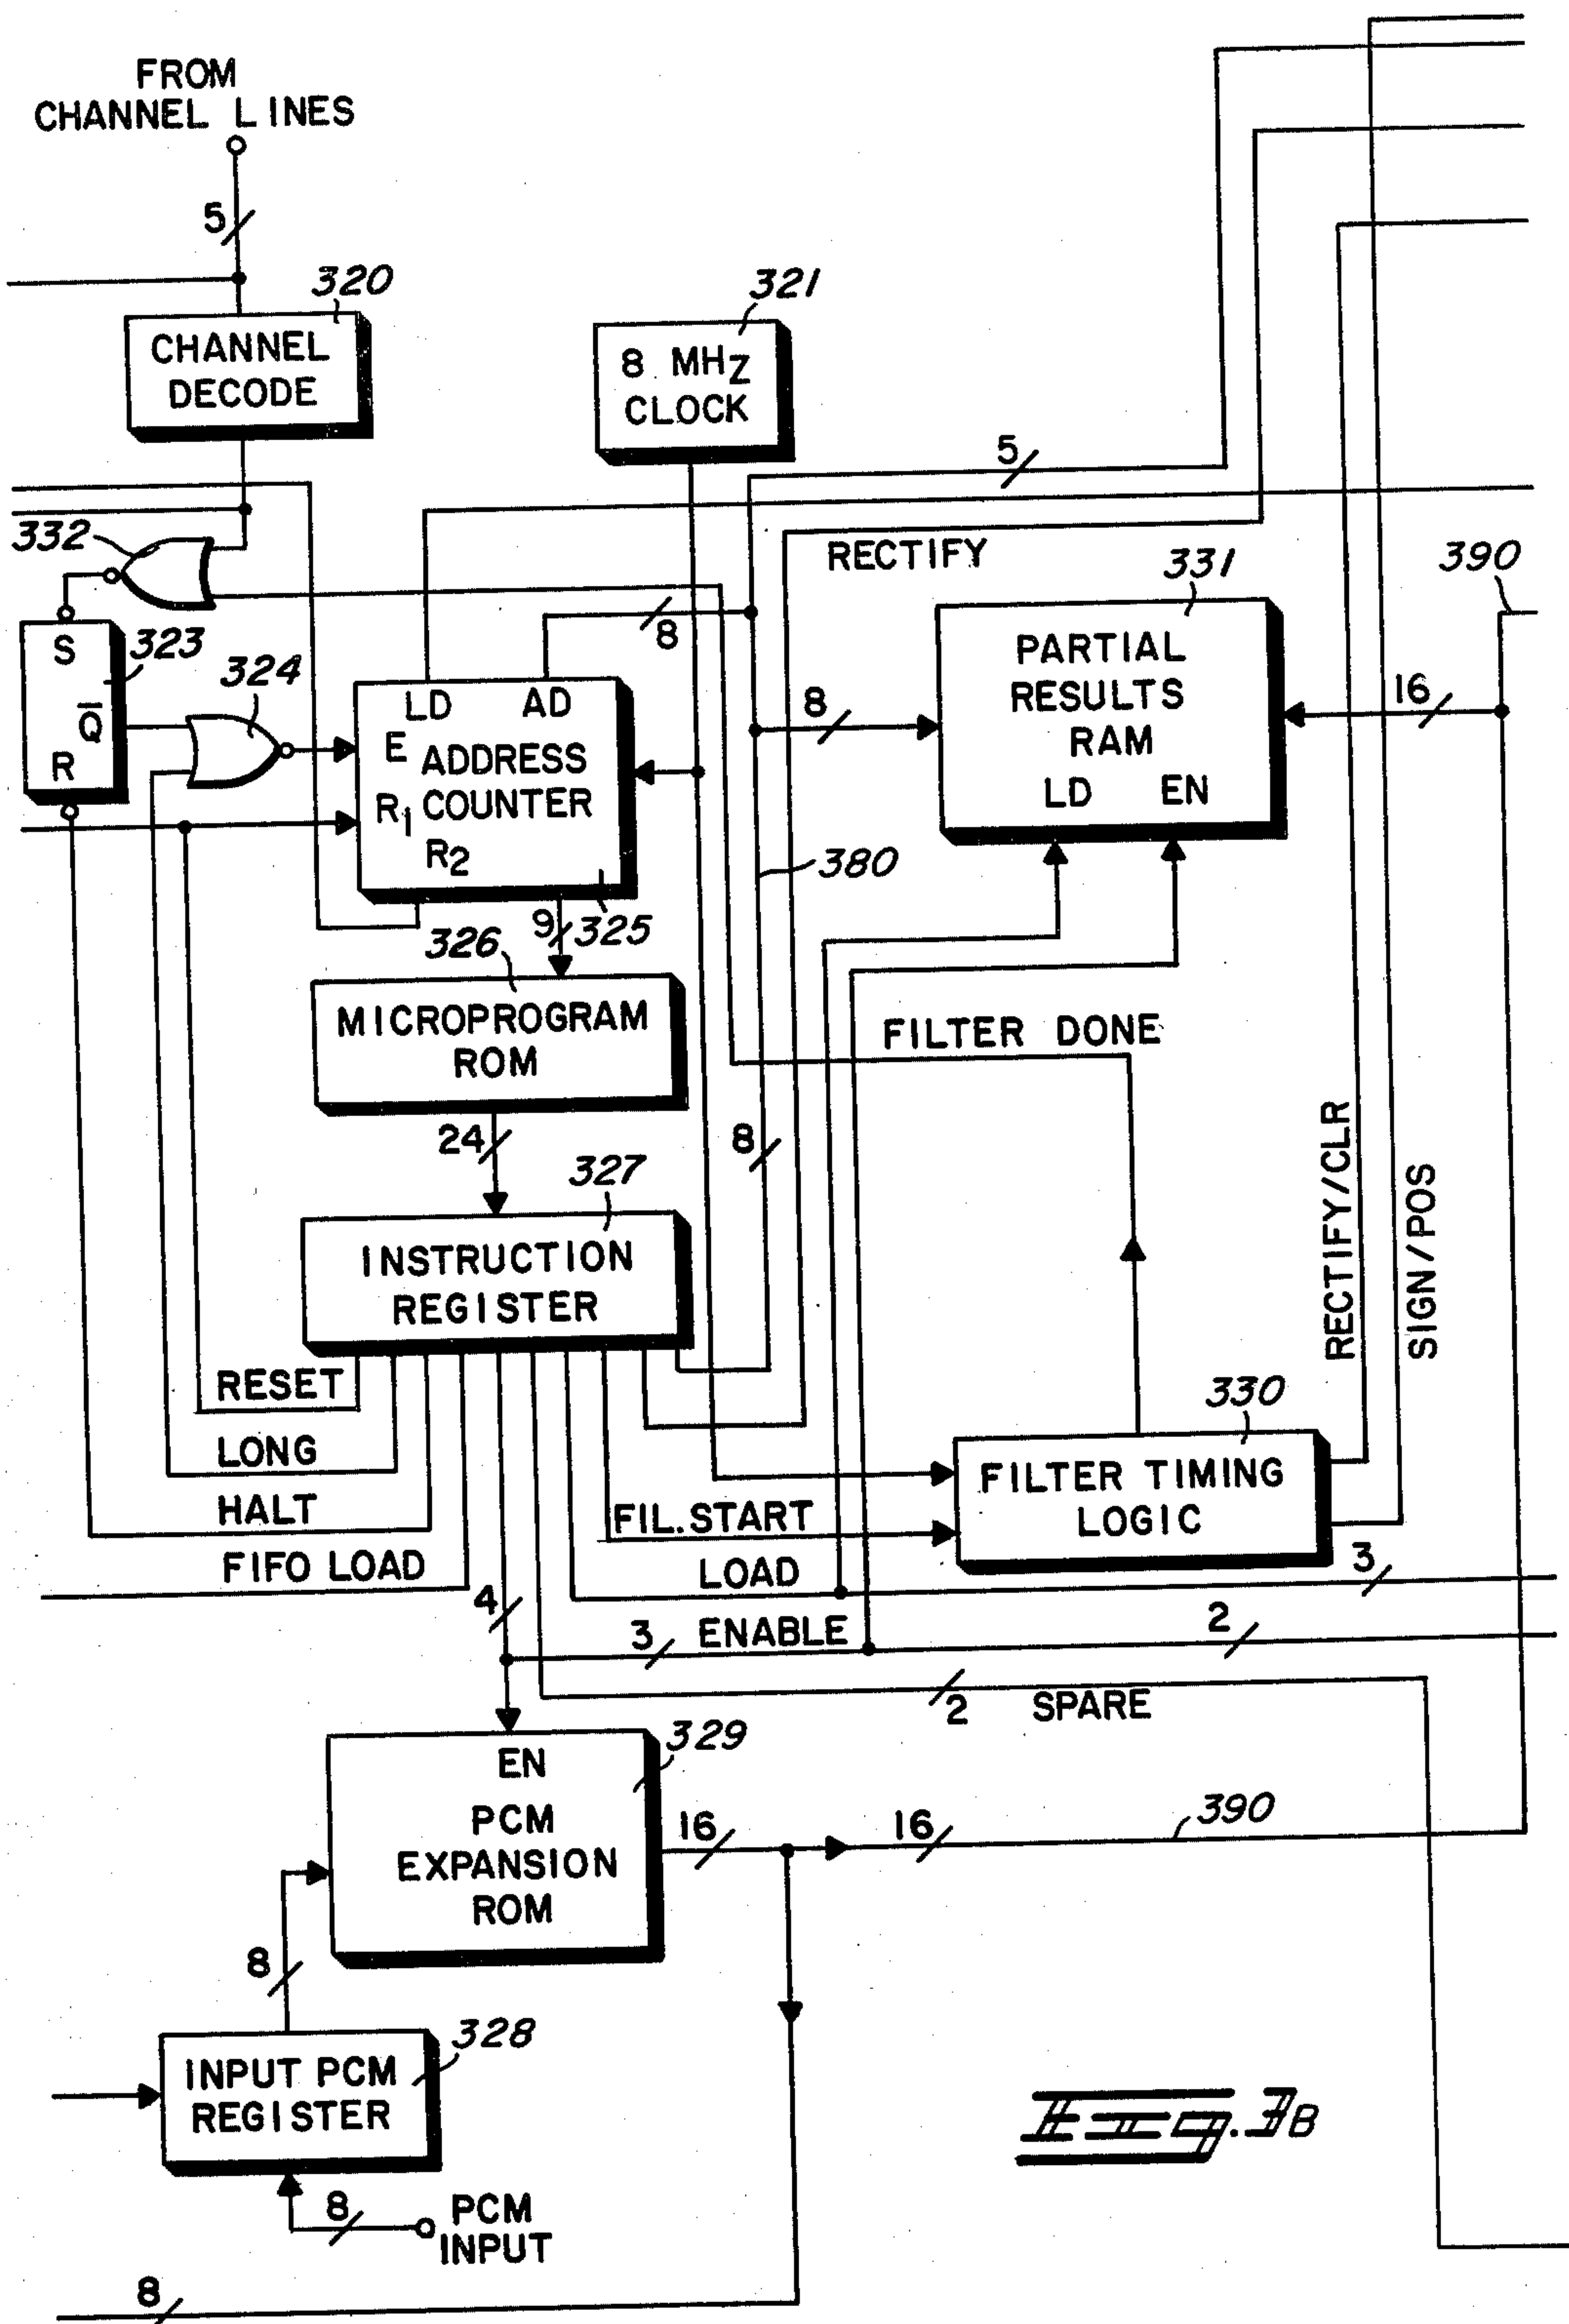 FROM
CHANNEL LINES
5
320
CHANNEL
DECODE
321
8 MHZ
CLOCK
5
332
RECTIFY
331
390
S
323
Q̅
R
324
8
LD AD
E ADDRESS
R1 COUNTER
R2
8
PARTIAL
RESULTS
RAM
LD EN
16
380
9
325
326
MICROPROGRAM
ROM
FILTER DONE
24
8
327
INSTRUCTION
REGISTER
RECTIFY/CLR
SIGN/POS
RESET
LONG
HALT
FIFO LOAD
330
FILTER TIMING
LOGIC
FIL. START
LOAD
3
4
3
ENABLE
2
2
SPARE
329
EN
PCM
EXPANSION
ROM
16
16
390
8
328
INPUT PCM
REGISTER
8
PCM
INPUT
8
Fig. 3B